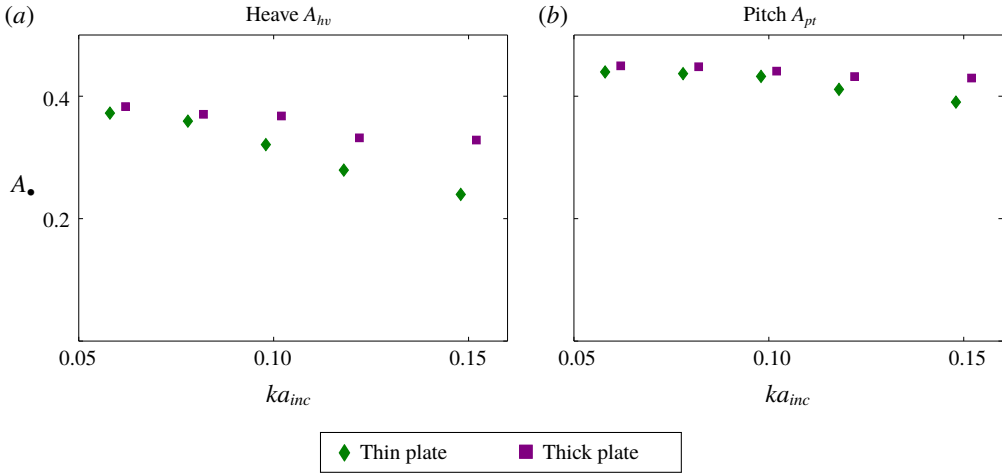 (a) Heave A_hv
(b) Pitch A_pt
0.4
A•
0.2
0.05 0.10 0.15
0.05 0.10 0.15
ka_inc
ka_inc
Thin plate Thick plate